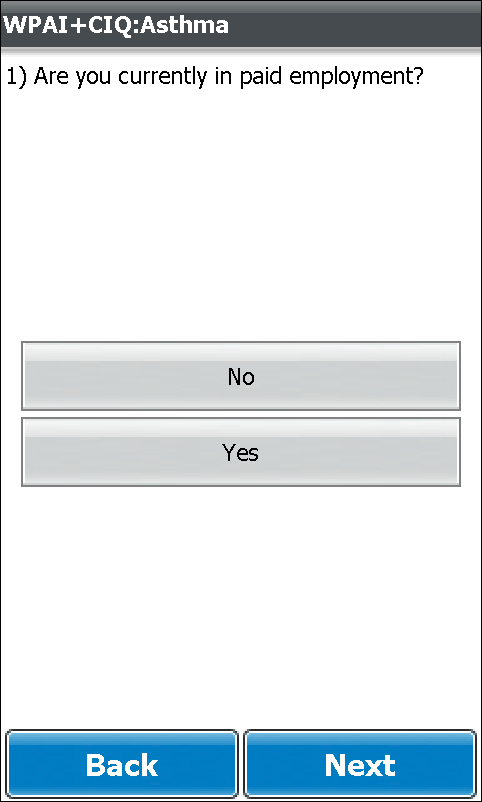 WPAI+CIQ:Asthma
1) Are you currently in paid employment?
No
Yes
Back
Next